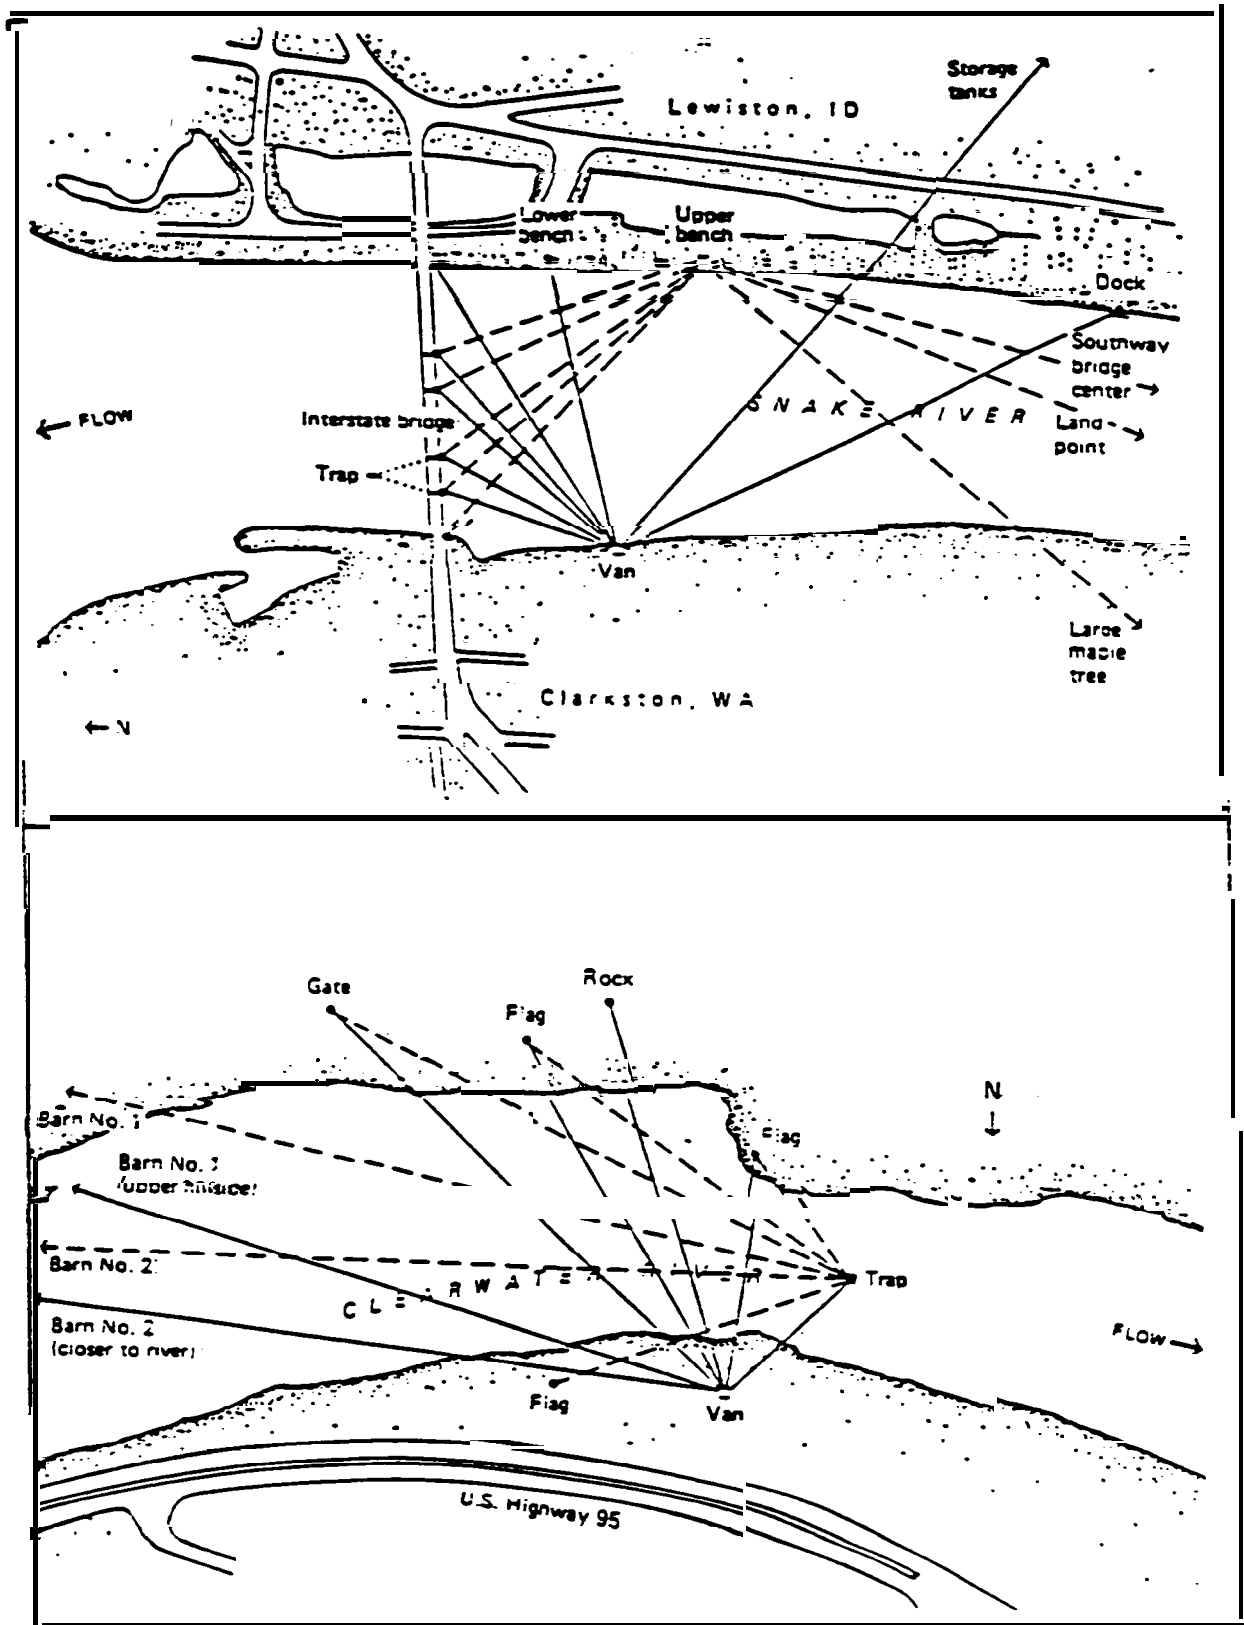 Storage
tanks
Lewiston, ID
Lower
bench
Upper
bench
Dock
Southway
bridge
center
SNAKE RIVER
Land
point
← FLOW
Interstate bridge
Trap
Van
Large
maple
tree
Clarkston, WA
← N
Gate
Flag
Rock
N
Barn No. 1
Flag
Barn No. 1
(upper hillside)
Barn No. 2
CLEARWATER RIVER
Trap
Barn No. 2
(closer to river)
FLOW →
Flag
Van
U.S. Highway 95